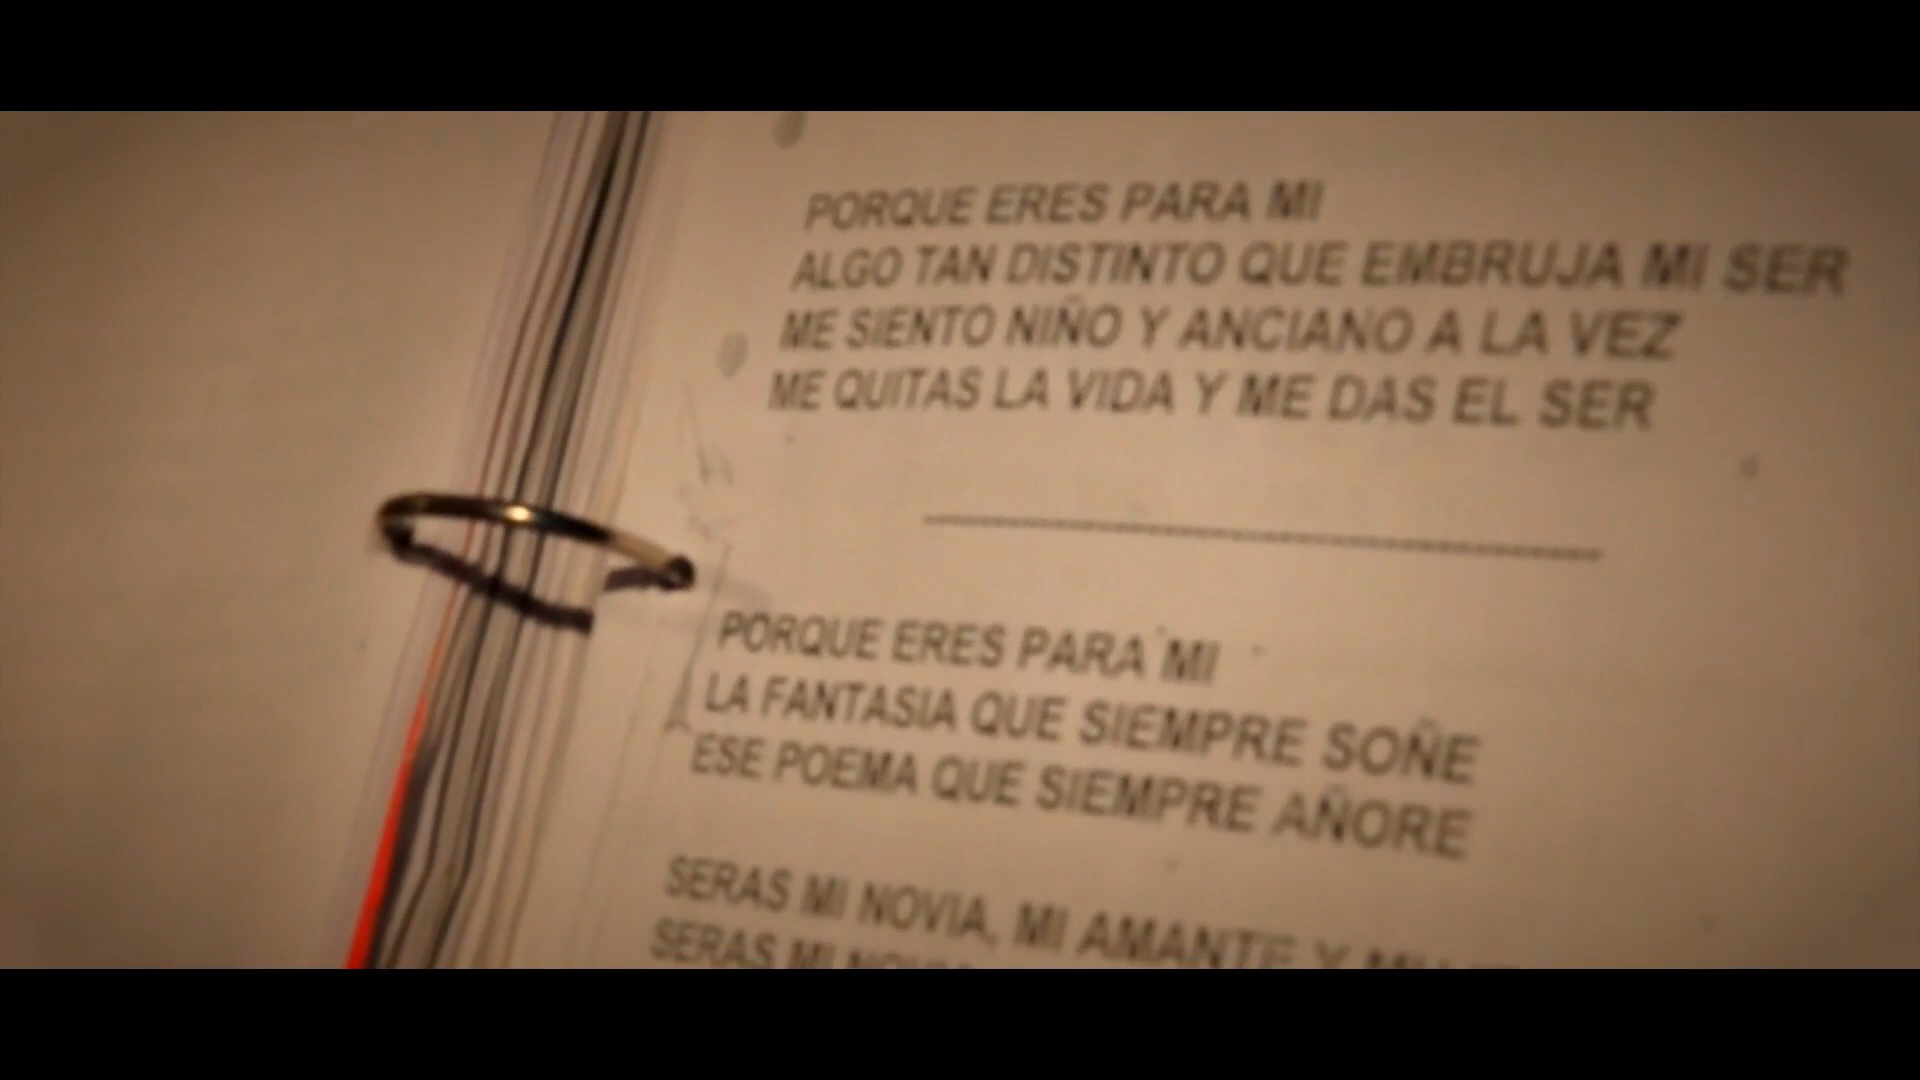 PORQUE ERES PARA MI
ALGO TAN DISTINTO QUE EMBRUJA MI SER
ME SIENTO NIÑO Y ANCIANO A LA VEZ
ME QUITAS LA VIDA Y ME DAS EL SER
PORQUE ERES PARA MI
LA FANTASIA QUE SIEMPRE SOÑE
ESE POEMA QUE SIEMPRE AÑORE
SERAS MI NOVIA, MI AMANTE Y
SERAS MI